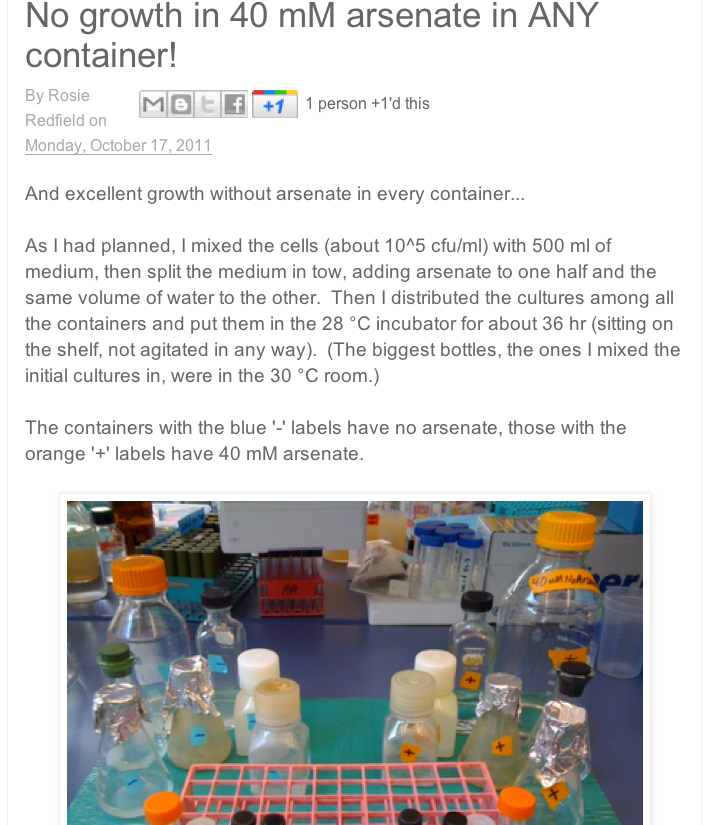 No growth in 40 mM arsenate in ANY
container!
By Rosie
Redfield on
Monday, October 17, 2011
+1
1 person +1'd this
And excellent growth without arsenate in every container...
As I had planned, I mixed the cells (about 10^5 cfu/ml) with 500 ml of
medium, then split the medium in tow, adding arsenate to one half and the
same volume of water to the other.  Then I distributed the cultures among all
the containers and put them in the 28 °C incubator for about 36 hr (sitting on
the shelf, not agitated in any way).  (The biggest bottles, the ones I mixed the
initial cultures in, were in the 30 °C room.)
The containers with the blue '-' labels have no arsenate, those with the
orange '+' labels have 40 mM arsenate.
RR
40 mM
-
+
+
-
+
+
+